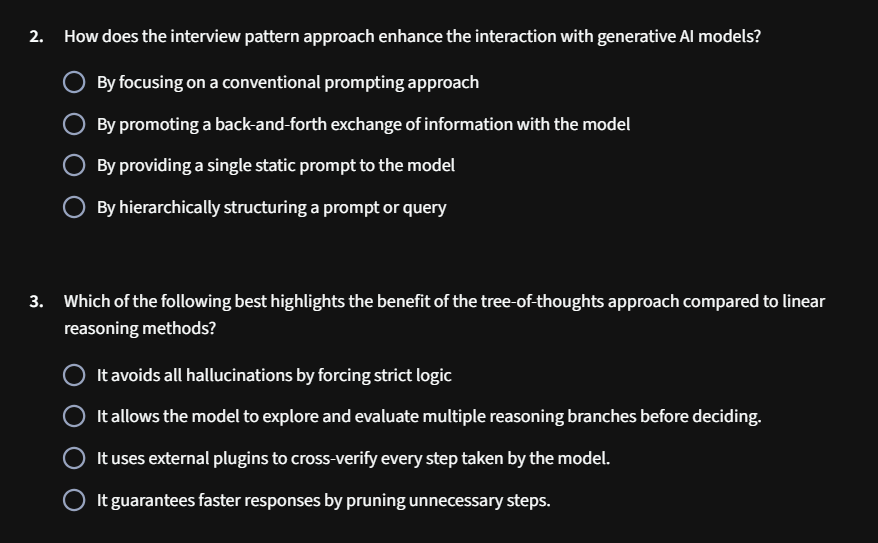 2. How does the interview pattern approach enhance the interaction with generative AI models?
By focusing on a conventional prompting approach
By promoting a back-and-forth exchange of information with the model
By providing a single static prompt to the model
By hierarchically structuring a prompt or query
3. Which of the following best highlights the benefit of the tree-of-thoughts approach compared to linear
reasoning methods?
It avoids all hallucinations by forcing strict logic
It allows the model to explore and evaluate multiple reasoning branches before deciding.
It uses external plugins to cross-verify every step taken by the model.
It guarantees faster responses by pruning unnecessary steps.